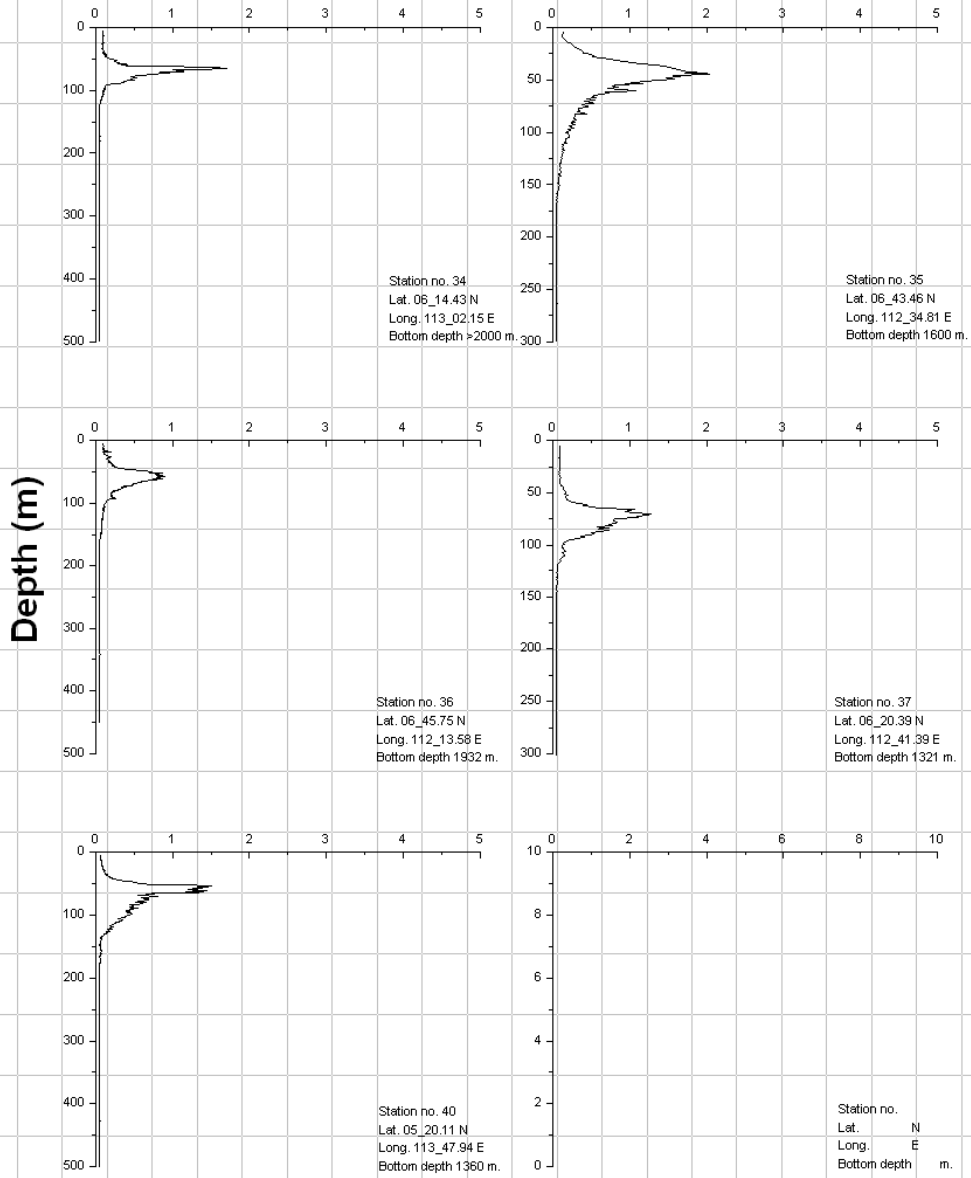 0 1 2 3 4 5
0
100
200
300
400
500
Station no. 34
Lat. 06_14.43 N
Long. 113_02.15 E
Bottom depth >2000 m.
0 1 2 3 4 5
0
50
100
150
200
250
300
Station no. 35
Lat. 06_43.46 N
Long. 112_34.81 E
Bottom depth 1600 m.
Depth (m)
0 1 2 3 4 5
0
100
200
300
400
500
Station no. 36
Lat. 06_45.75 N
Long. 112_13.58 E
Bottom depth 1932 m.
0 1 2 3 4 5
0
50
100
150
200
250
300
Station no. 37
Lat. 06_20.39 N
Long. 112_41.39 E
Bottom depth 1321 m.
0 1 2 3 4 5
0
100
200
300
400
500
Station no. 40
Lat. 05_20.11 N
Long. 113_47.94 E
Bottom depth 1360 m.
0 2 4 6 8 10
10
8
6
4
2
0
Station no.
Lat. N
Long. E
Bottom depth m.